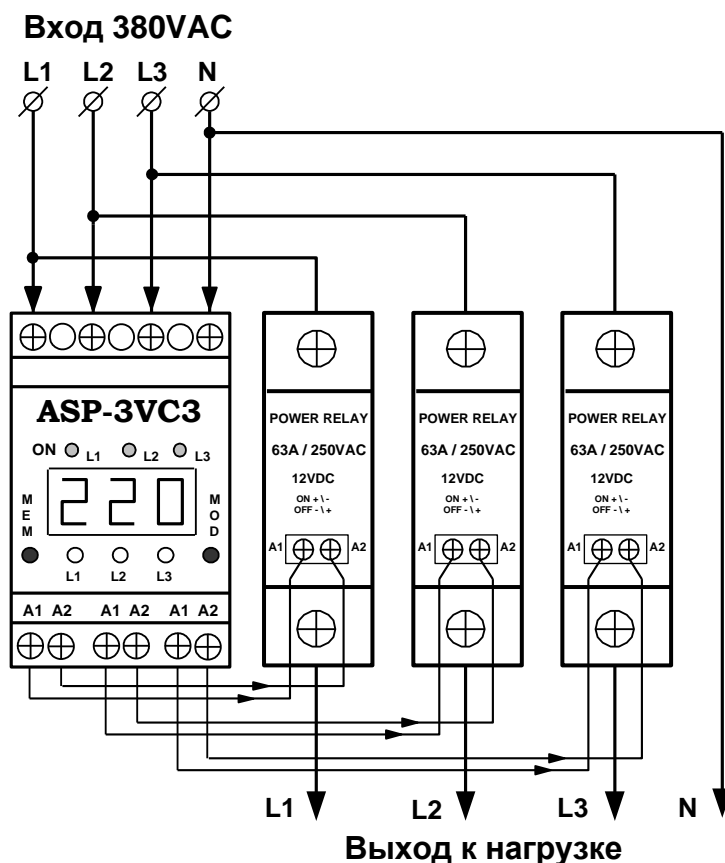 Вход 380VAC
L1 L2 L3 N
ASP-3VC3
ON L1 L2 L3
220
MEM
MOD
L1 L2 L3
A1 A2 A1 A2 A1 A2
POWER RELAY
63A / 250VAC
12VDC
ON + \ -
OFF - \ +
A1 A2
POWER RELAY
63A / 250VAC
12VDC
ON + \ -
OFF - \ +
A1 A2
POWER RELAY
63A / 250VAC
12VDC
ON + \ -
OFF - \ +
A1 A2
L1 L2 L3 N
Выход к нагрузке